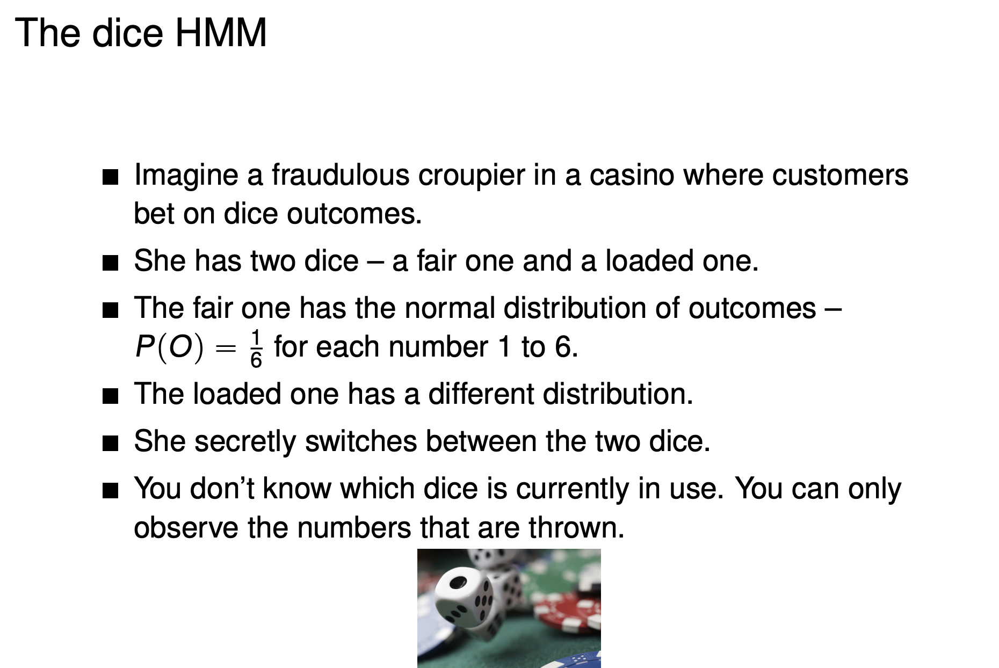 The dice HMM
■ Imagine a fraudulous croupier in a casino where customers
bet on dice outcomes.
■ She has two dice – a fair one and a loaded one.
■ The fair one has the normal distribution of outcomes –
P(O) = 1/6 for each number 1 to 6.
■ The loaded one has a different distribution.
■ She secretly switches between the two dice.
■ You don’t know which dice is currently in use. You can only
observe the numbers that are thrown.